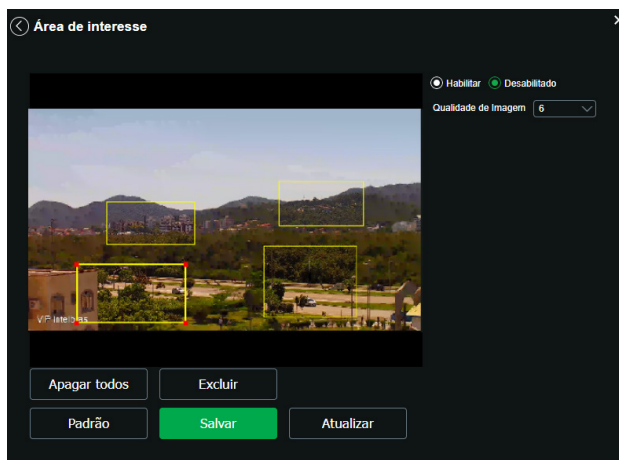 Área de interesse
Habilitar Desabilitado
Qualidade de Imagem 6
VIP Intelbras
Apagar todos Excluir
Padrão Salvar Atualizar